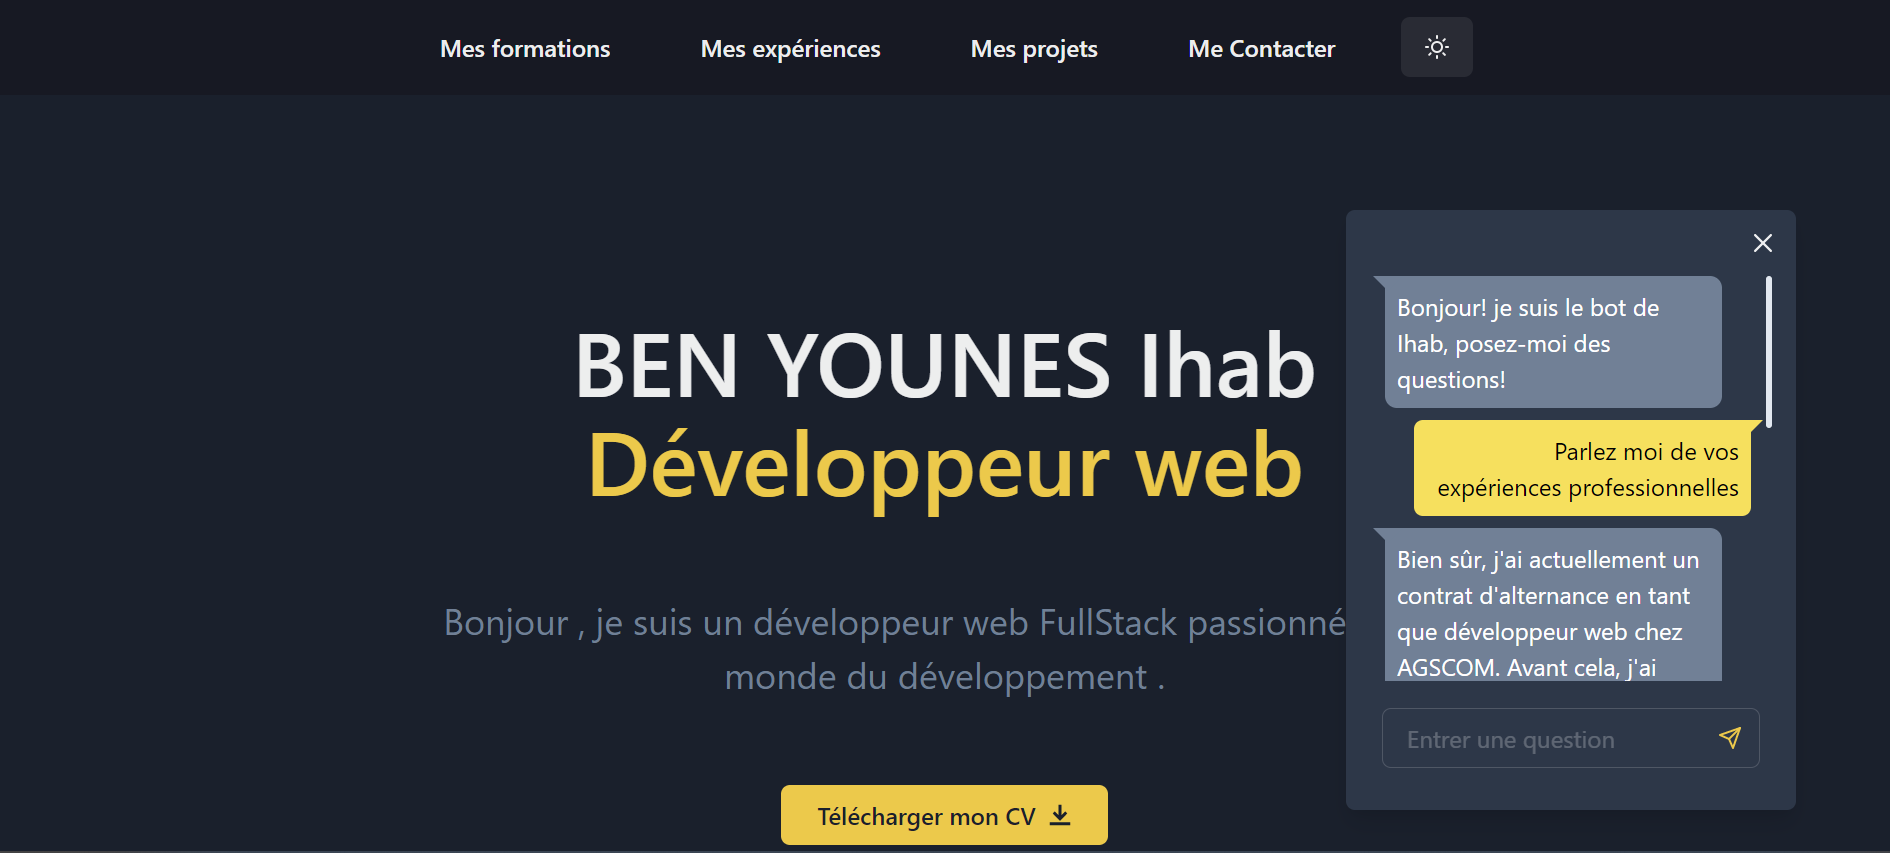 Mes formations
Mes expériences
Mes projets
Me Contacter
BEN YOUNES Ihab
Développeur web
Bonjour , je suis un développeur web FullStack passionné
monde du développement .
Télécharger mon CV
Bonjour! je suis le bot de
Ihab, posez-moi des
questions!
Parlez moi de vos
expériences professionnelles
Bien sûr, j'ai actuellement un
contrat d'alternance en tant
que développeur web chez
AGSCOM. Avant cela, j'ai
Entrer une question